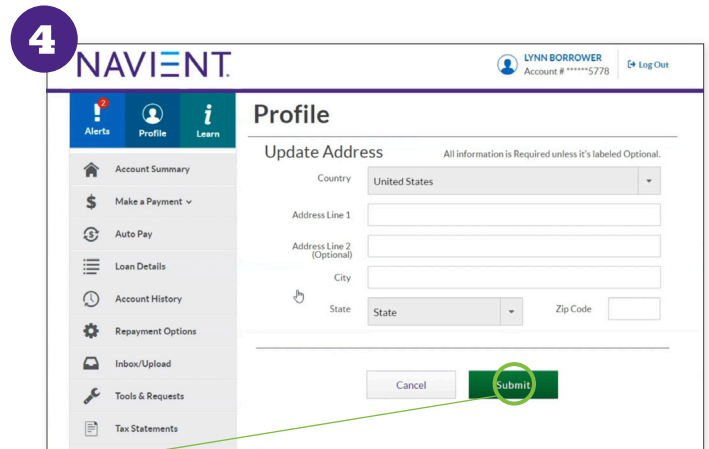 4
NAVIENT.
LYNN BORROWER
Account # ******5778
Log Out
2
Alerts
Profile
Learn
Account Summary
Make a Payment
Auto Pay
Loan Details
Account History
Repayment Options
Inbox/Upload
Tools & Requests
Tax Statements
Profile
Update Address
All information is Required unless it's labeled Optional.
Country
United States
Address Line 1
Address Line 2
(Optional)
City
State
State
Zip Code
Cancel
Submit